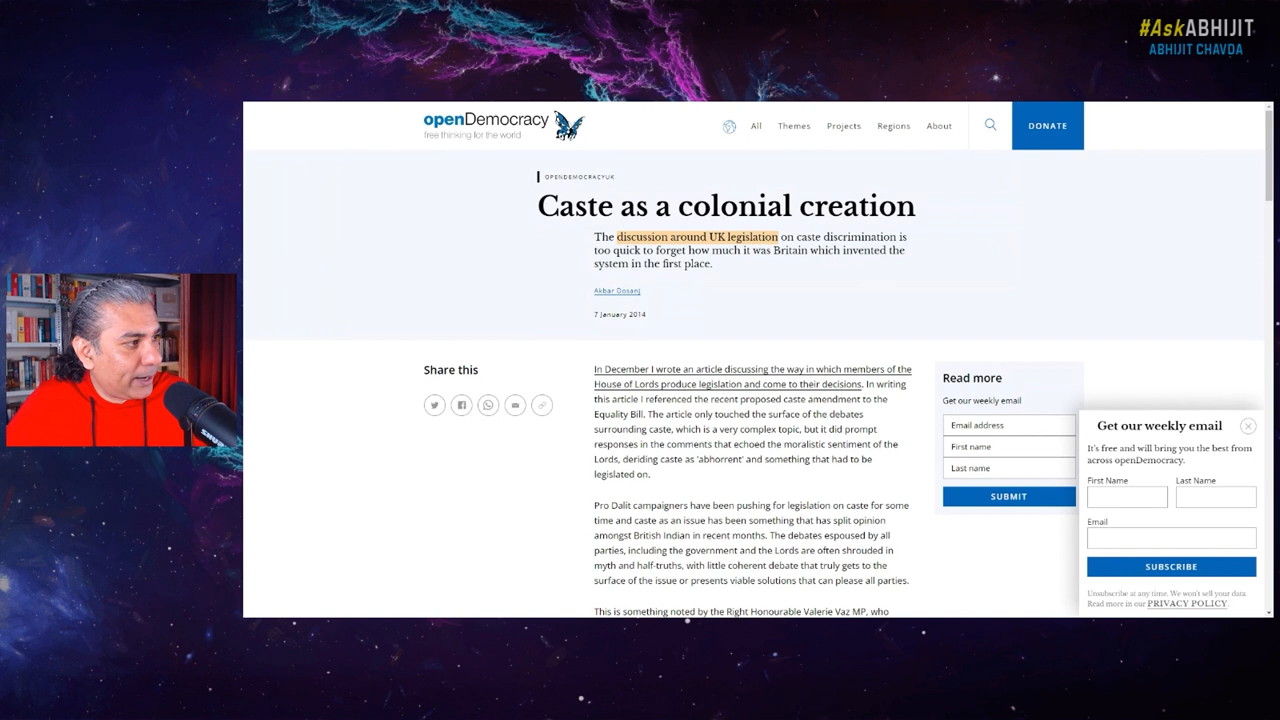 #AskABHIJIT
ABHIJIT CHAVDA
openDemocracy
free thinking for the world
All Themes Projects Regions About
DONATE
OPENDEMOCRACYUK
Caste as a colonial creation
The discussion around UK legislation on caste discrimination is
too quick to forget how much it was Britain which invented the
system in the first place.
Akbar Dosanj
7 January 2014
Share this
In December I wrote an article discussing the way in which members of the
House of Lords produce legislation and come to their decisions. In writing
this article I referenced the recent proposed caste amendment to the
Equality Bill. The article only touched the surface of the debates
surrounding caste, which is a very complex topic, but it did prompt
responses in the comments that echoed the moralistic sentiment of the
Lords, deriding caste as 'abhorrent' and something that had to be
legislated on.
Pro Dalit campaigners have been pushing for legislation on caste for some
time and caste as an issue has been something that has split opinion
amongst British Indian in recent months. The debates espoused by all
parties, including the government and the Lords are often shrouded in
myth and half-truths, with little coherent debate that truly gets to the
surface of the issue or presents viable solutions that can please all parties.
This is something noted by the Right Honourable Valerie Vaz MP, who
Read more
Get our weekly email
Email address
First name
Last name
SUBMIT
Get our weekly email
It's free and will bring you the best from
across openDemocracy.
First Name Last Name
Email
SUBSCRIBE
Unsubscribe at any time. We won't sell your data.
Read more in our PRIVACY POLICY.
SHURE